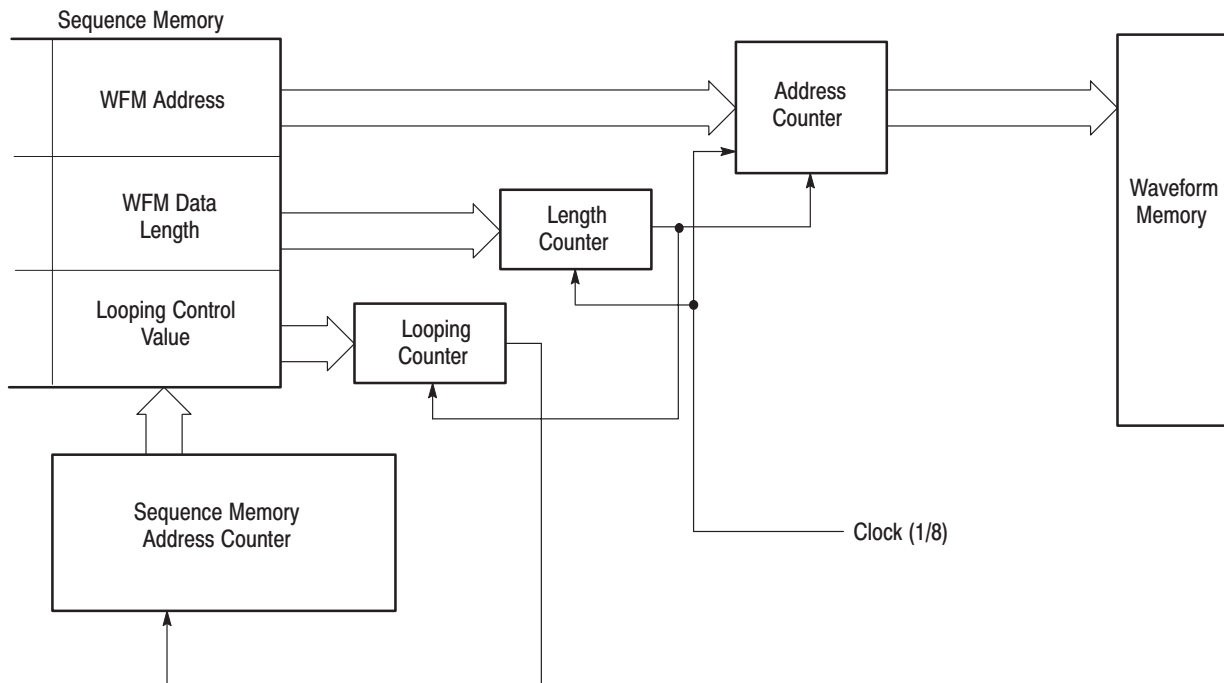 Sequence Memory
WFM Address
Address
Counter
WFM Data
Length
Length
Counter
Waveform
Memory
Looping Control
Value
Looping
Counter
Sequence Memory
Address Counter
Clock (1/8)